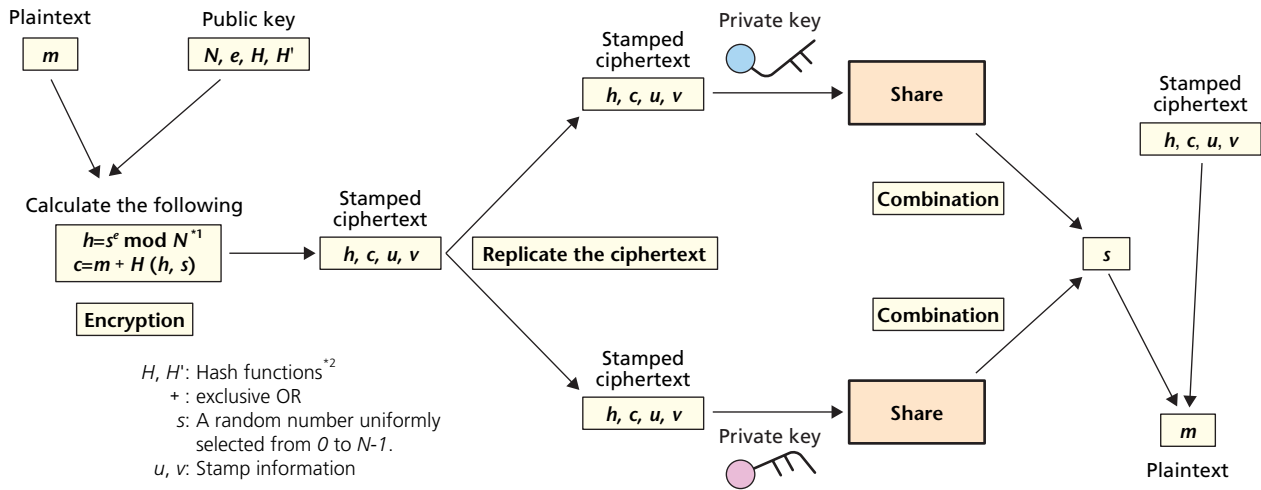 Plaintext
m
Public key
N, e, H, H'
Calculate the following
h=s^e mod N^*1
c=m + H (h, s)
Encryption
Stamped
ciphertext
h, c, u, v
Replicate the ciphertext
Stamped
ciphertext
h, c, u, v
Private key
Share
Stamped
ciphertext
h, c, u, v
Private key
Share
Combination
Combination
s
Stamped
ciphertext
h, c, u, v
m
Plaintext
H, H': Hash functions^*2
+ : exclusive OR
s: A random number uniformly
selected from 0 to N-1.
u, v: Stamp information